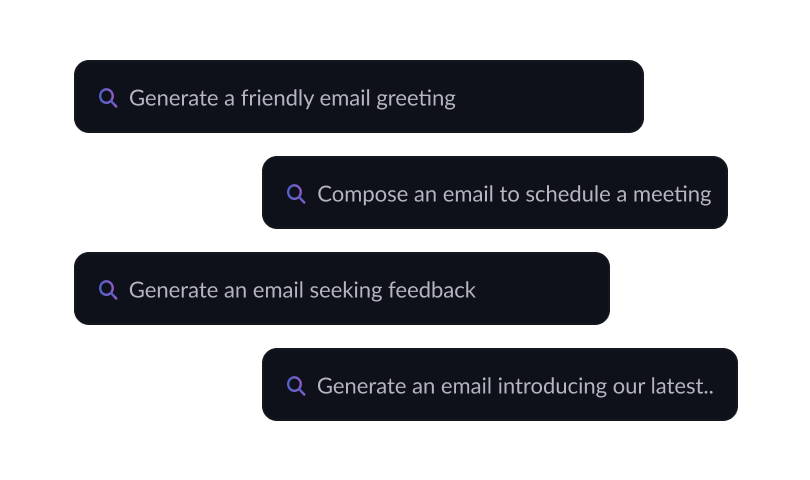 Generate a friendly email greeting
Compose an email to schedule a meeting
Generate an email seeking feedback
Generate an email introducing our latest..